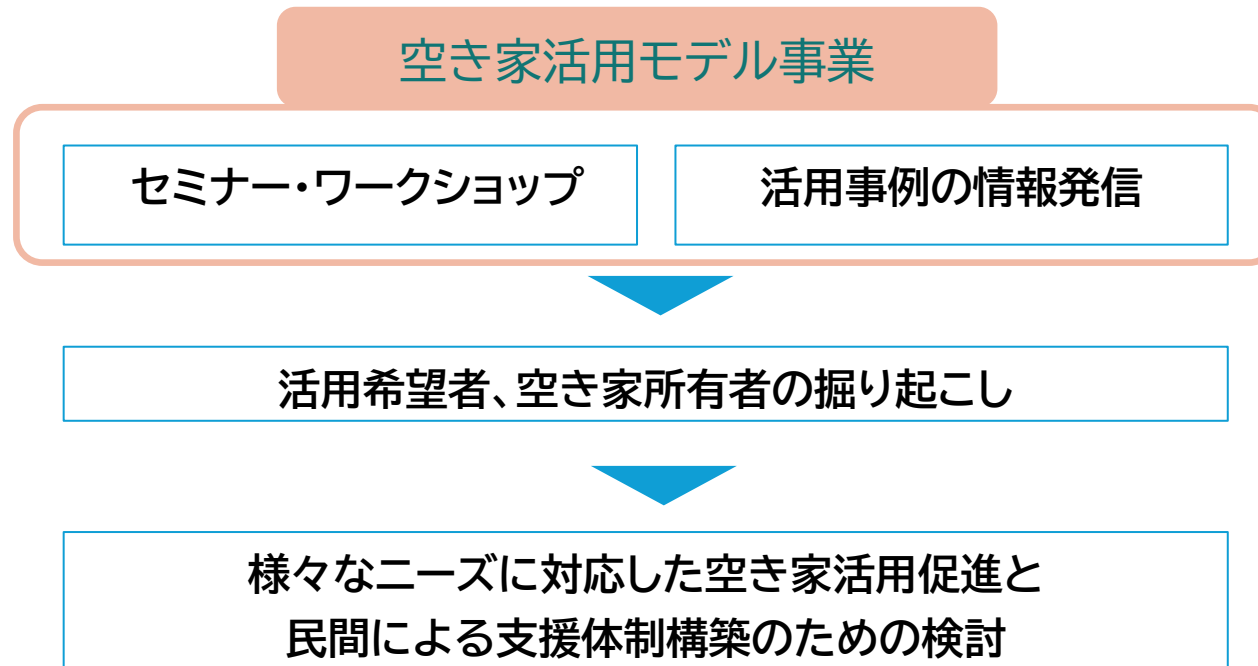 空き家活用モデル事業
セミナー・ワークショップ
活用事例の情報発信
活用希望者、空き家所有者の掘り起こし
様々なニーズに対応した空き家活用促進と
民間による支援体制構築のための検討